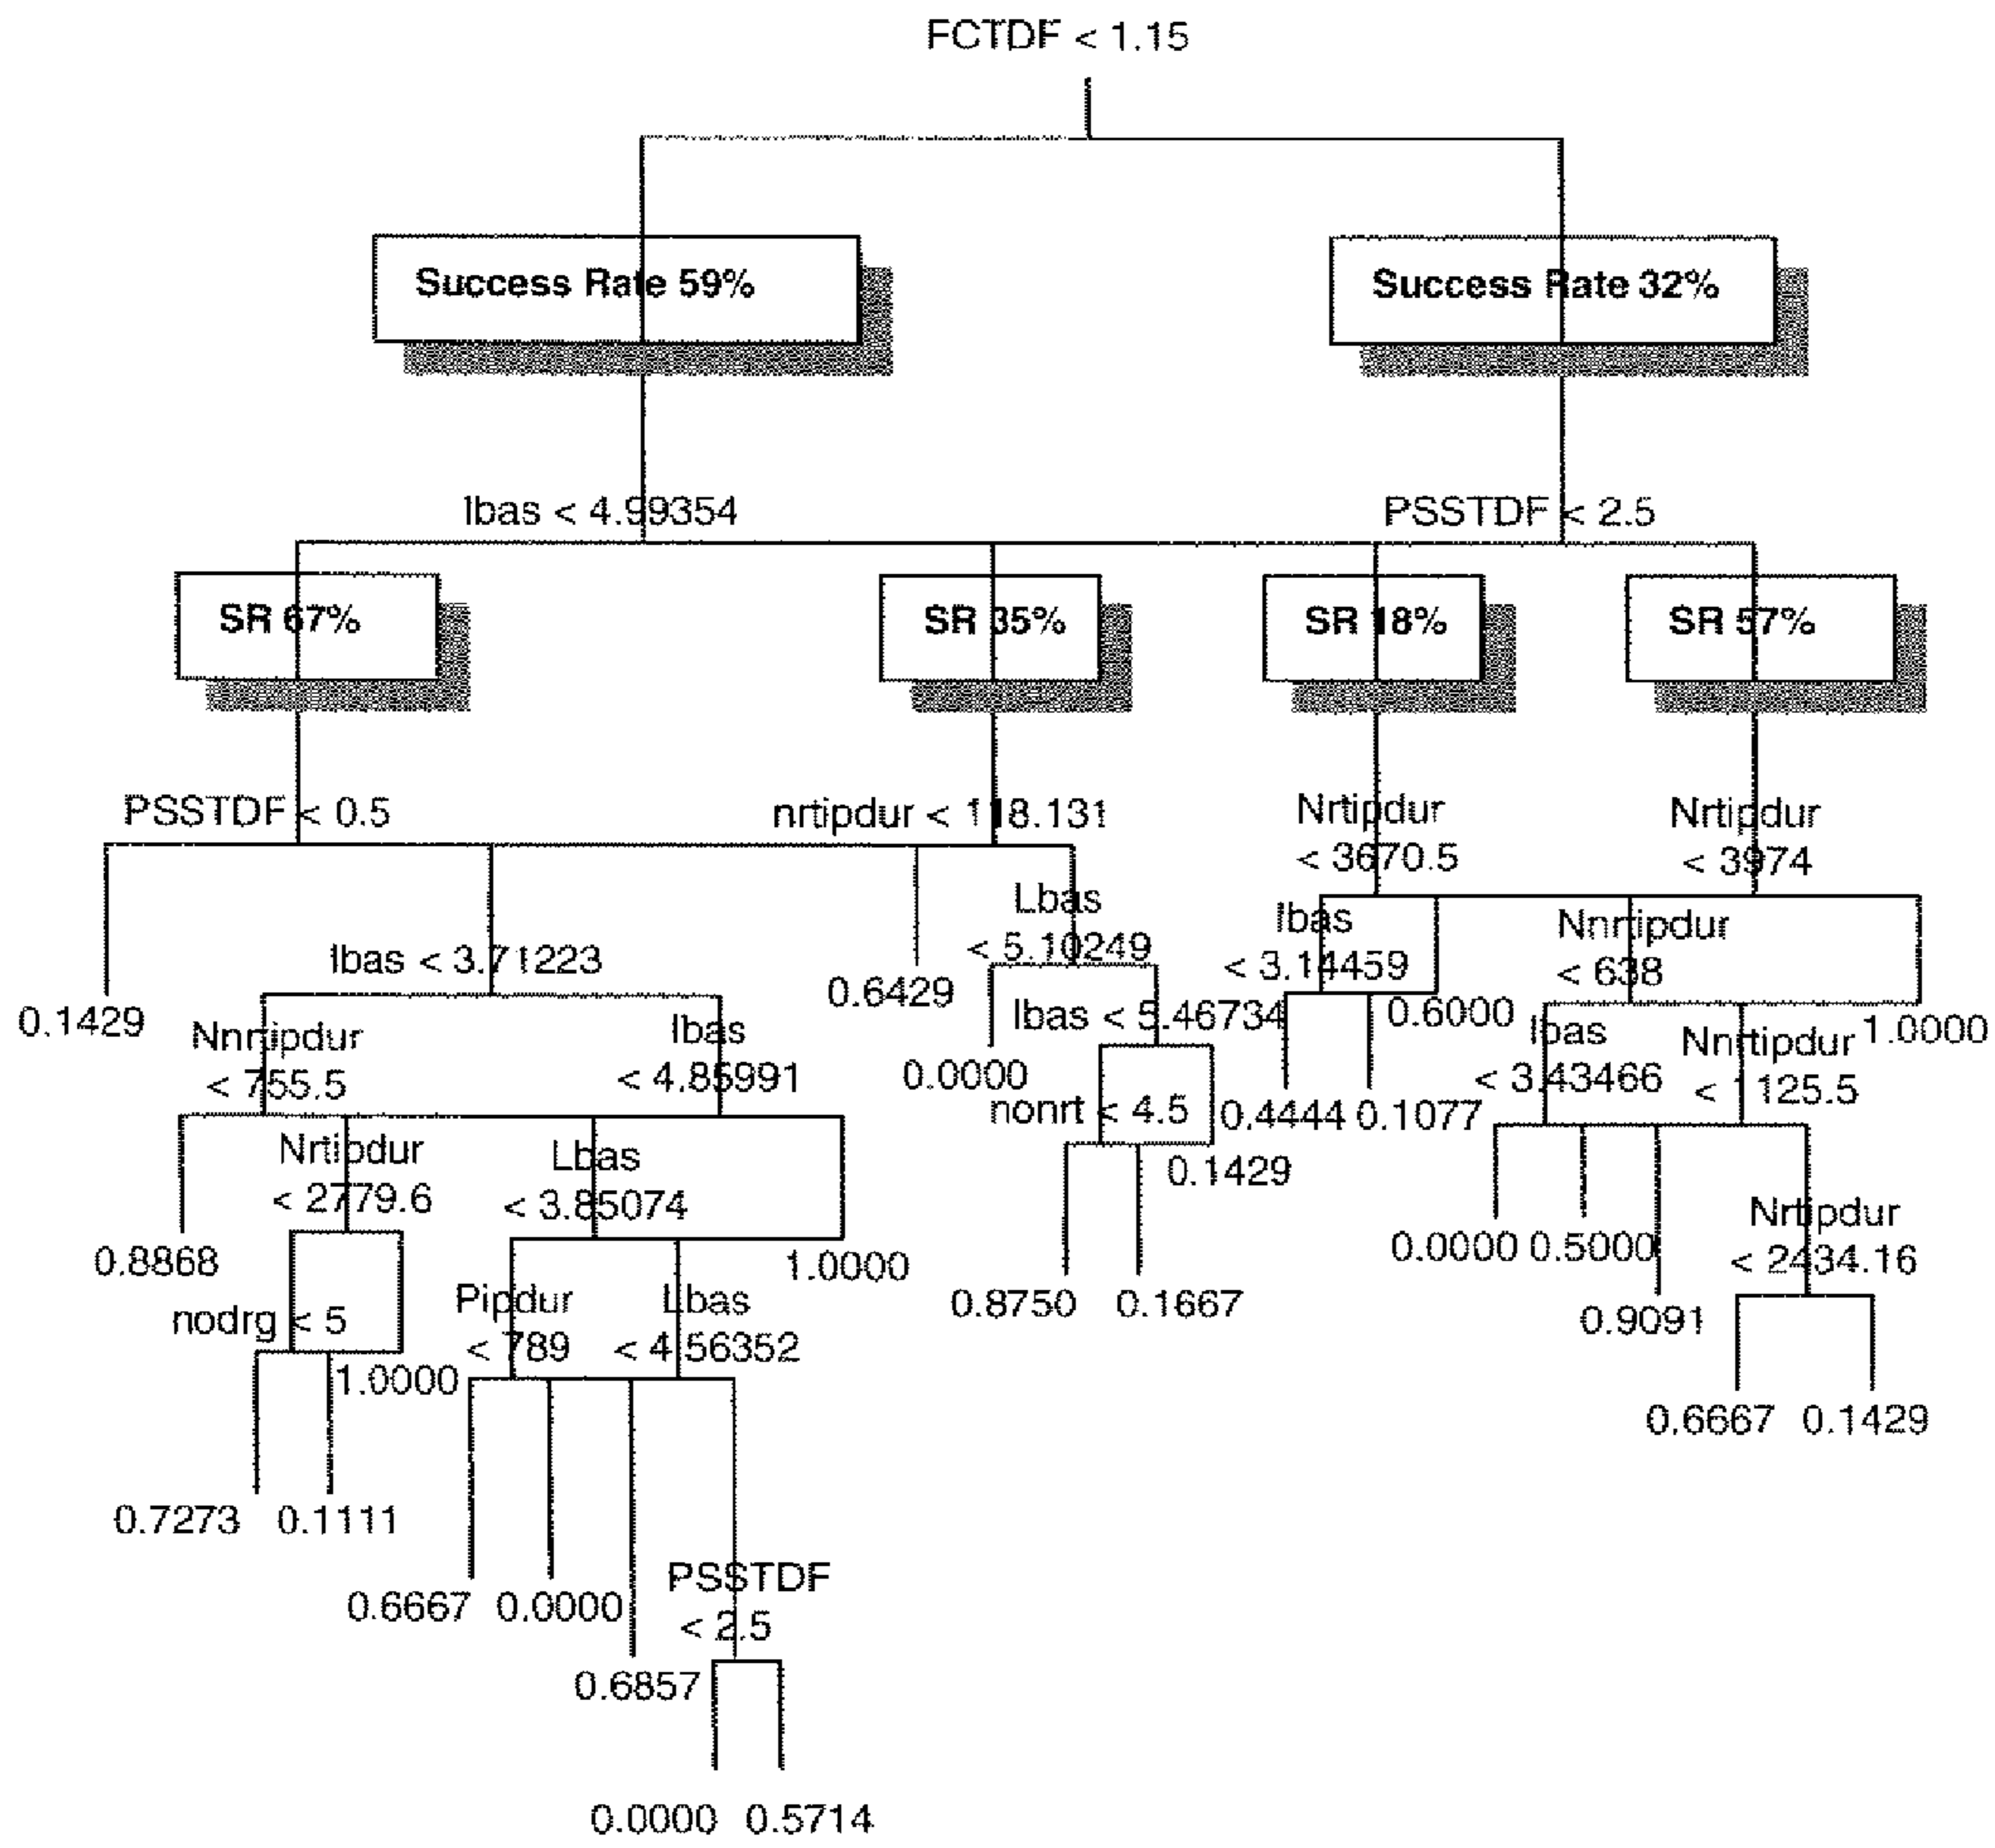 FCTDF < 1.15
Success Rate 59%
Success Rate 32%
lbas < 4.99354
PSSTDF < 2.5
SR 67%
SR 35%
SR 18%
SR 57%
PSSTDF < 0.5
nrtipdur < 118.131
Nrtipdur
< 3670.5
Nrtipdur
< 3974
Lbas
< 5.10249
lbas
< 3.14459
Nnrtipdur
< 638
lbas < 3.71223
0.1429
0.6429
lbas < 5.46734
0.6000
1.0000
Nnrtipdur
< 755.5
lbas
< 4.85991
0.0000
lbas
< 3.43466
Nnrtipdur
< 1125.5
nonrt < 4.5
0.4444
0.1077
0.1429
Nrtipdur
< 2779.6
Lbas
< 3.85074
0.8868
1.0000
0.8750
0.1667
0.0000
0.5000
0.9091
Nrtipdur
< 2434.16
nodrg < 5
1.0000
Pipdur
< 789
Lbas
< 4.56352
0.6667
0.1429
0.7273
0.1111
0.6667
0.0000
0.6857
PSSTDF
< 2.5
0.0000
0.5714